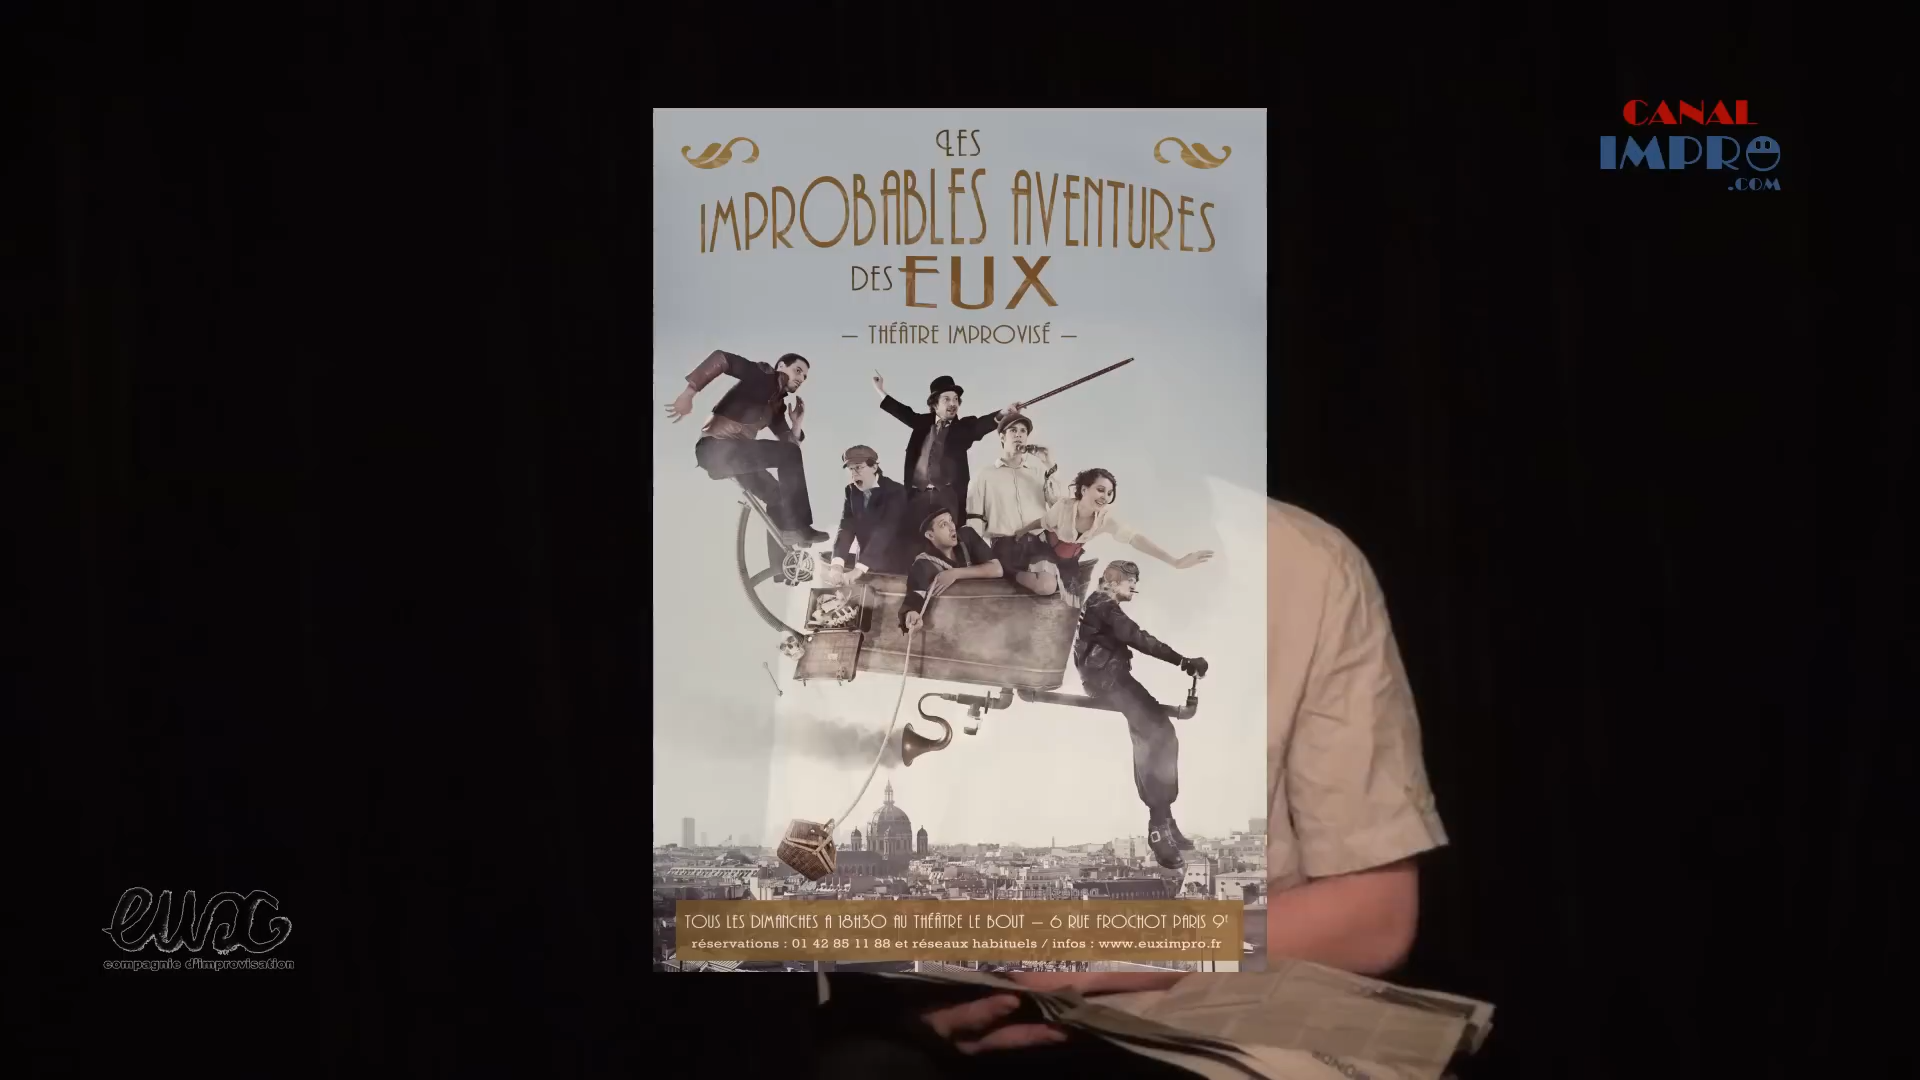 LES
IMPROBABLES AVENTURES
DES EUX
— THÉÂTRE IMPROVISÉ —
TOUS LES DIMANCHES A 18H30 AU THÉÂTRE LE BOUT — 6 RUE FROCHOT PARIS 9e
réservations : 01 42 85 11 88 et réseaux habituels / infos : www.euximpro.fr
CANAL
IMPRO
.COM
eux
compagnie d'improvisation